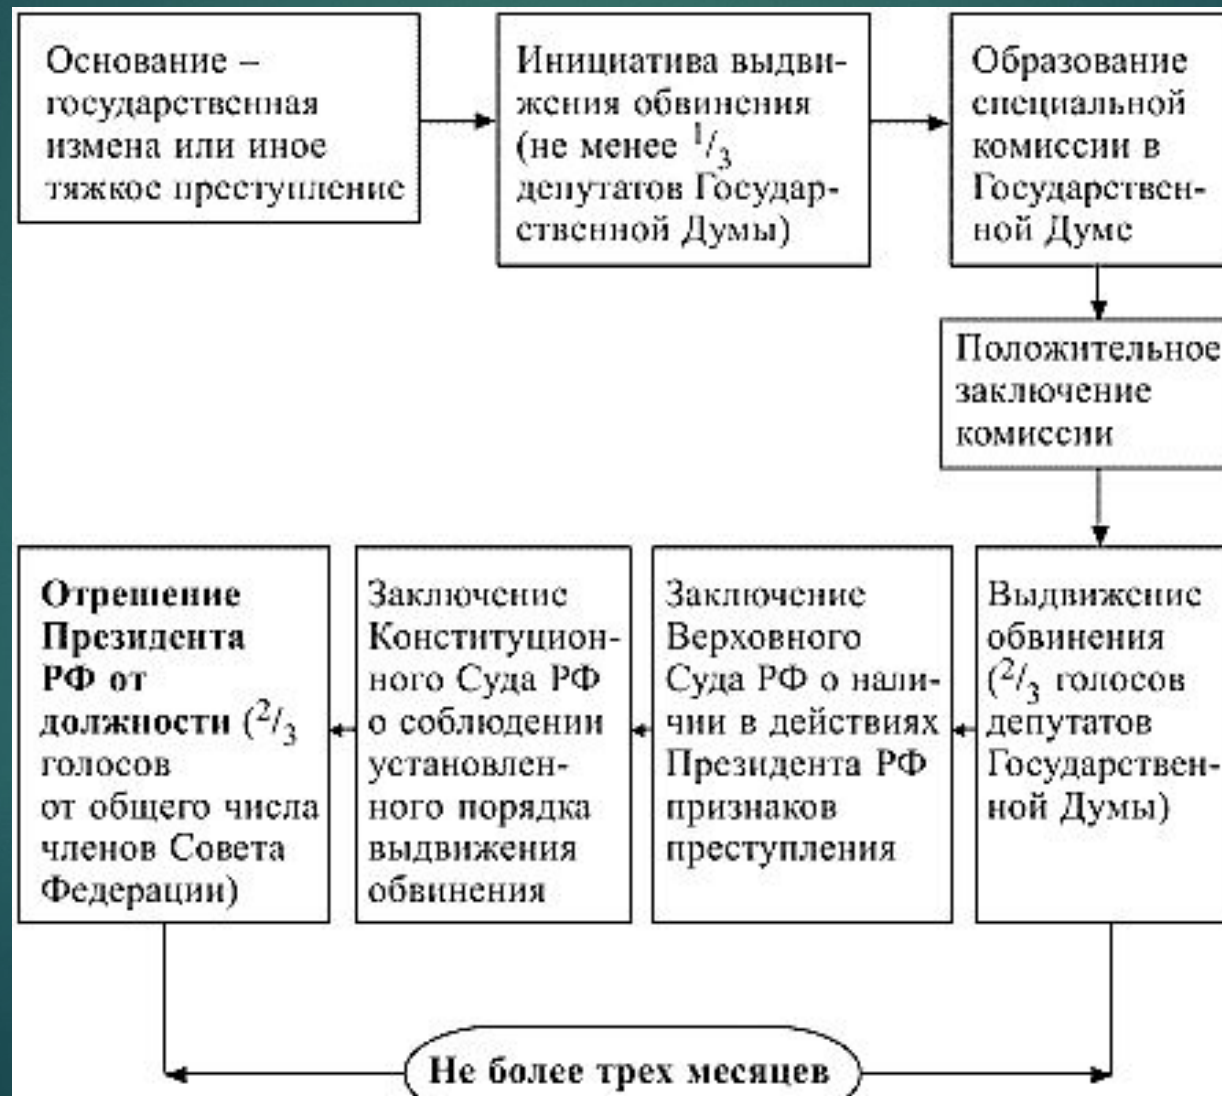 Основание –
государственная
измена или иное
тяжкое преступление
Инициатива выдви-
жения обвинения
(не менее 1/3
депутатов Государ-
ственной Думы)
Образование
специальной
комиссии в
Государствен-
ной Думе
Положительное
заключение
комиссии
Выдвижение
обвинения
(2/3 голосов
депутатов
Государствен-
ной Думы)
Заключение
Верховного
Суда РФ о нали-
чии в действиях
Президента РФ
признаков
преступления
Заключение
Конституцион-
ного Суда РФ
о соблюдении
установлен-
ного порядка
выдвижения
обвинения
Отрешение
Президента
РФ от
должности (2/3
голосов
от общего числа
членов Совета
Федерации)
Не более трех месяцев